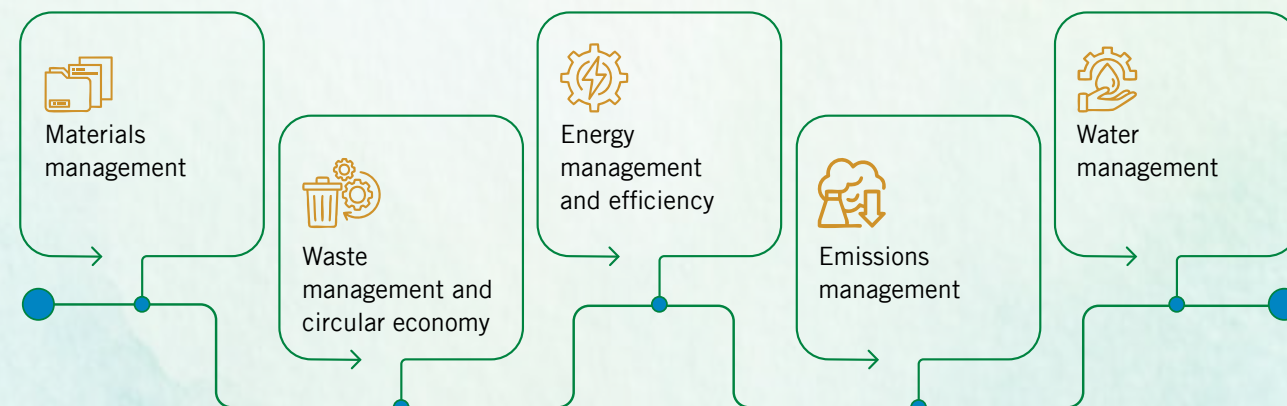 Materials
management
Waste
management and
circular economy
Energy
management
and efficiency
Emissions
management
Water
management